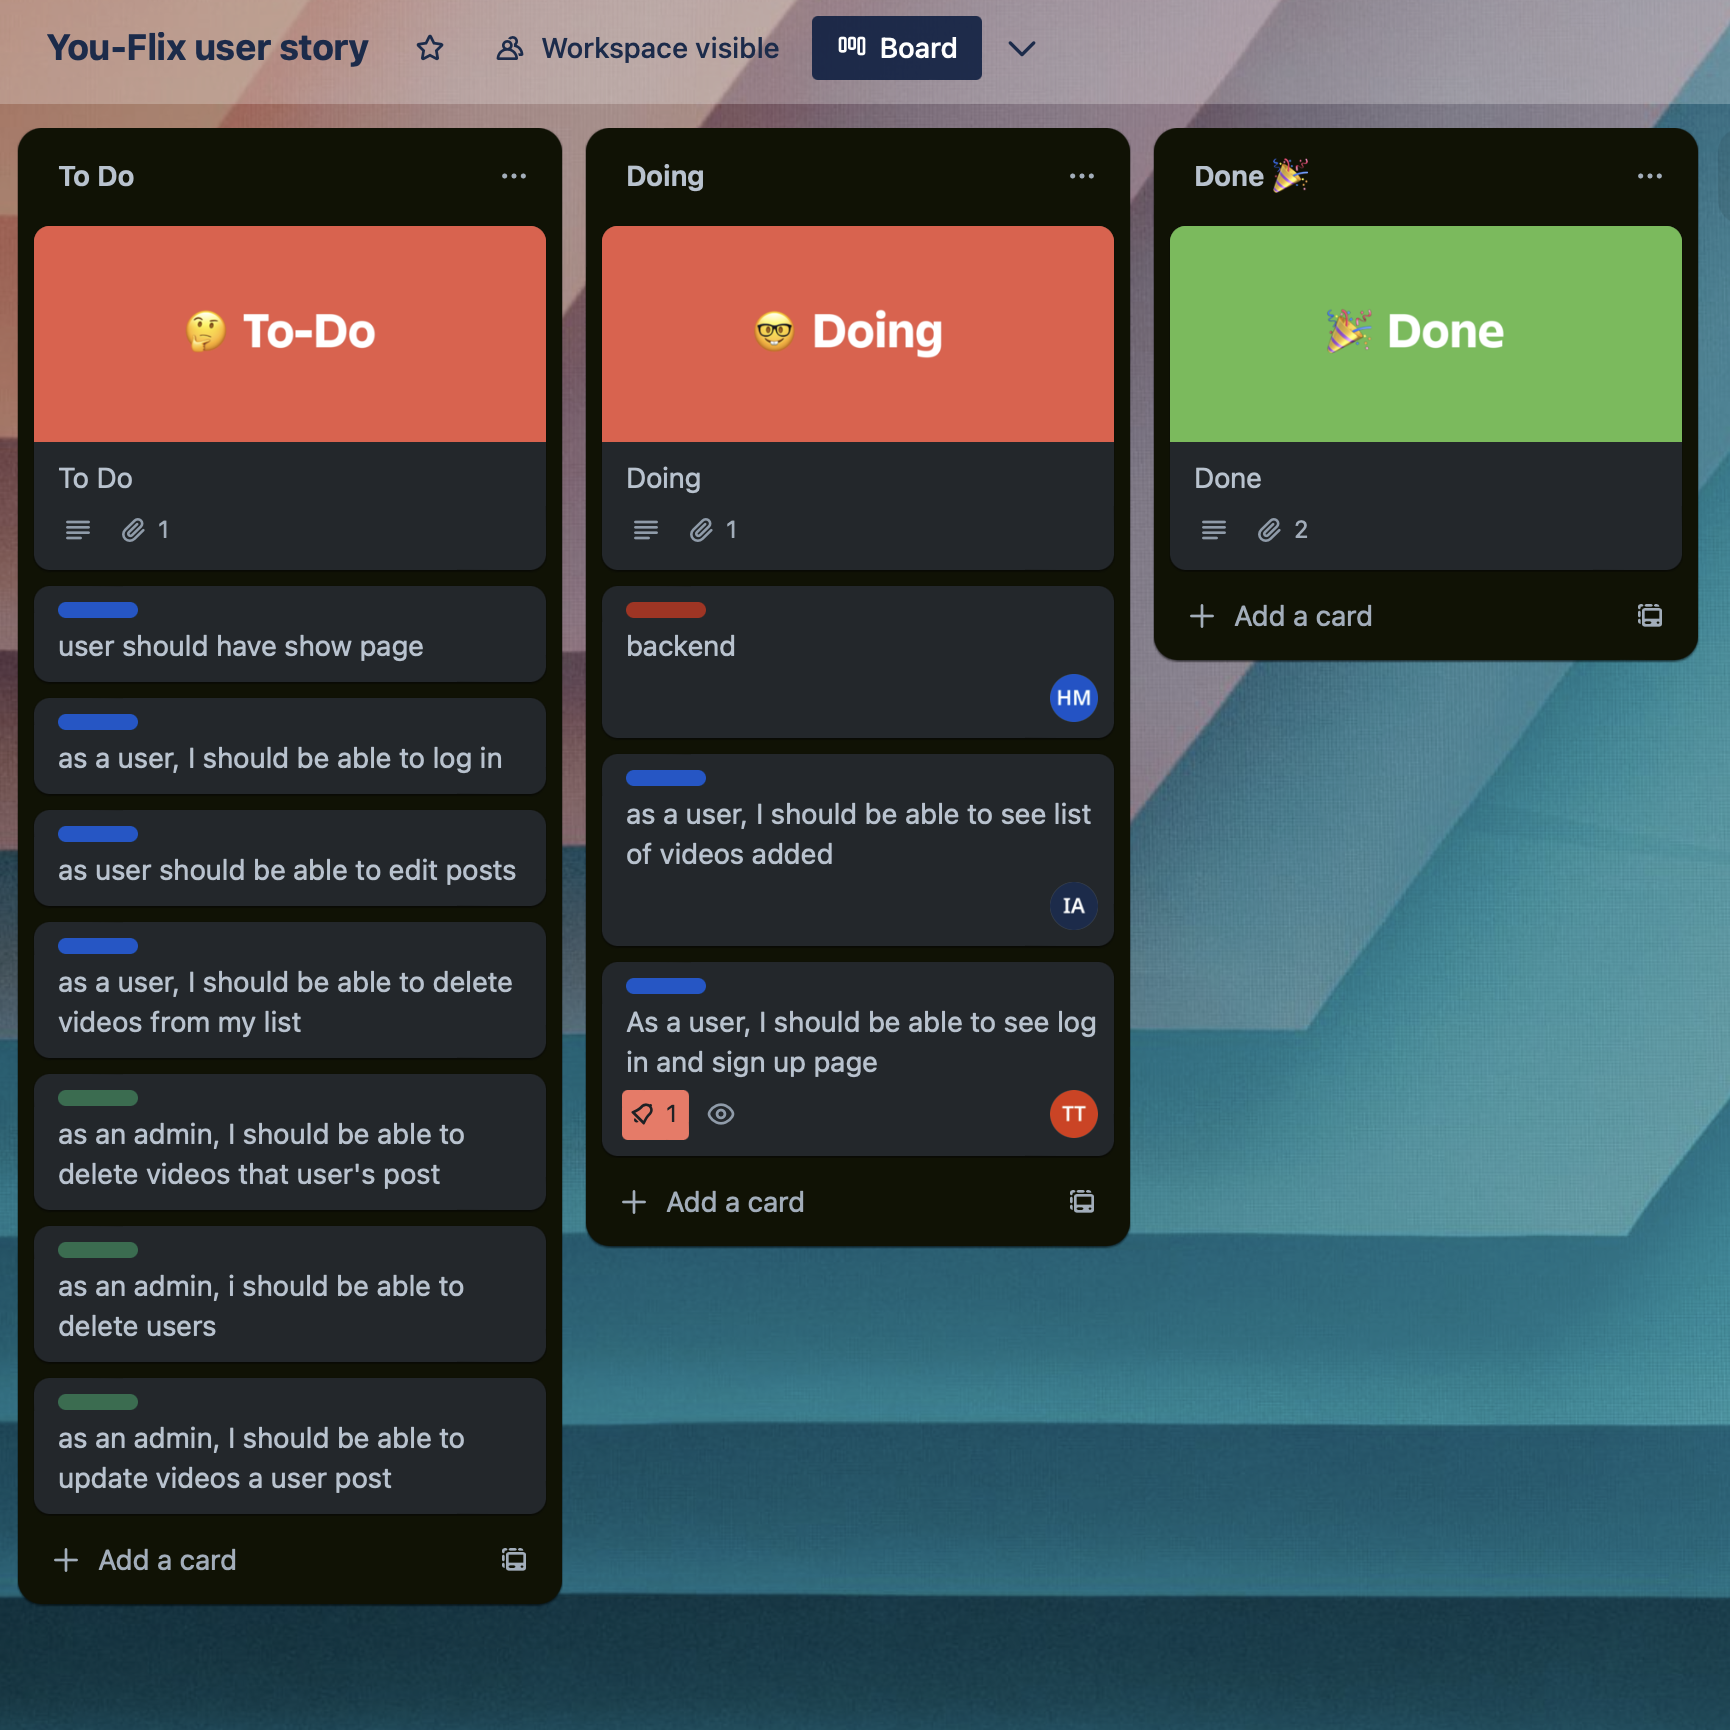 You-Flix user story
Workspace visible
Board
To Do
🤔 To-Do
To Do
1
user should have show page
as a user, I should be able to log in
as user should be able to edit posts
as a user, I should be able to delete
videos from my list
as an admin, I should be able to
delete videos that user's post
as an admin, i should be able to
delete users
as an admin, I should be able to
update videos a user post
+ Add a card
Doing
🤓 Doing
Doing
1
backend
HM
as a user, I should be able to see list
of videos added
IA
As a user, I should be able to see log
in and sign up page
1
TT
+ Add a card
Done 🎉
🎉 Done
Done
2
+ Add a card